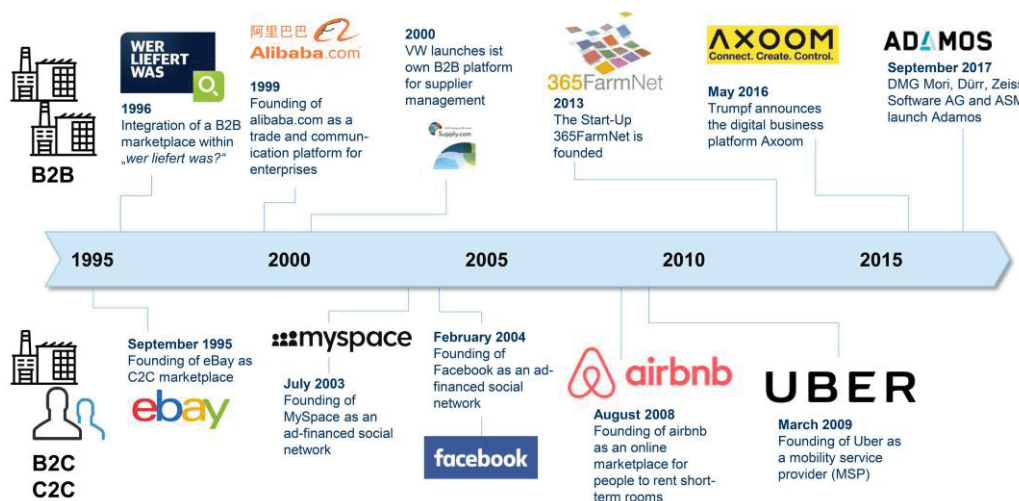 WER
LIEFERT
WAS
1996
Integration of a B2B
marketplace within
„wer liefert was?“
阿里巴巴
Alibaba.com
1999
Founding of
alibaba.com as a
trade and commun-
ication platform for
enterprises
2000
VW launches ist
own B2B platform
for supplier
management
Supply.com
365FarmNet
2013
The Start-Up
365FarmNet is
founded
AXOOM
Connect. Create. Control.
May 2016
Trumpf announces
the digital business
platform Axoom
ADAMOS
September 2017
DMG Mori, Dürr, Zeiss
Software AG and ASM
launch Adamos
B2B
1995
2000
2005
2010
2015
September 1995
Founding of eBay as
C2C marketplace
ebay
myspace
July 2003
Founding of
MySpace as an
ad-financed social
network
February 2004
Founding of
Facebook as an ad-
financed social
network
facebook
airbnb
August 2008
Founding of airbnb
as an online
marketplace for
people to rent short-
term rooms
UBER
March 2009
Founding of Uber as
a mobility service
provider (MSP)
B2C
C2C